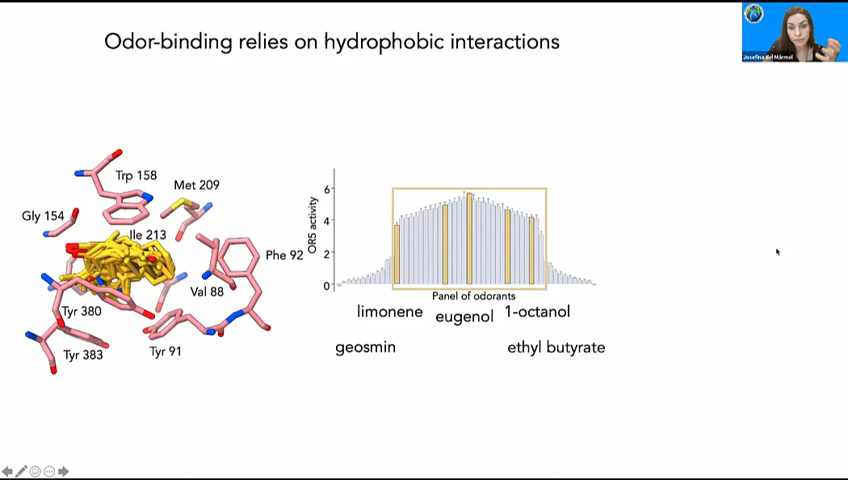 Odor-binding relies on hydrophobic interactions
Josefina del Mármol
Trp 158
Met 209
Gly 154
Ile 213
Phe 92
Val 88
Tyr 380
Tyr 383
Tyr 91
OR5 activity
6
4
2
0
Panel of odorants
limonene
eugenol
1-octanol
geosmin
ethyl butyrate